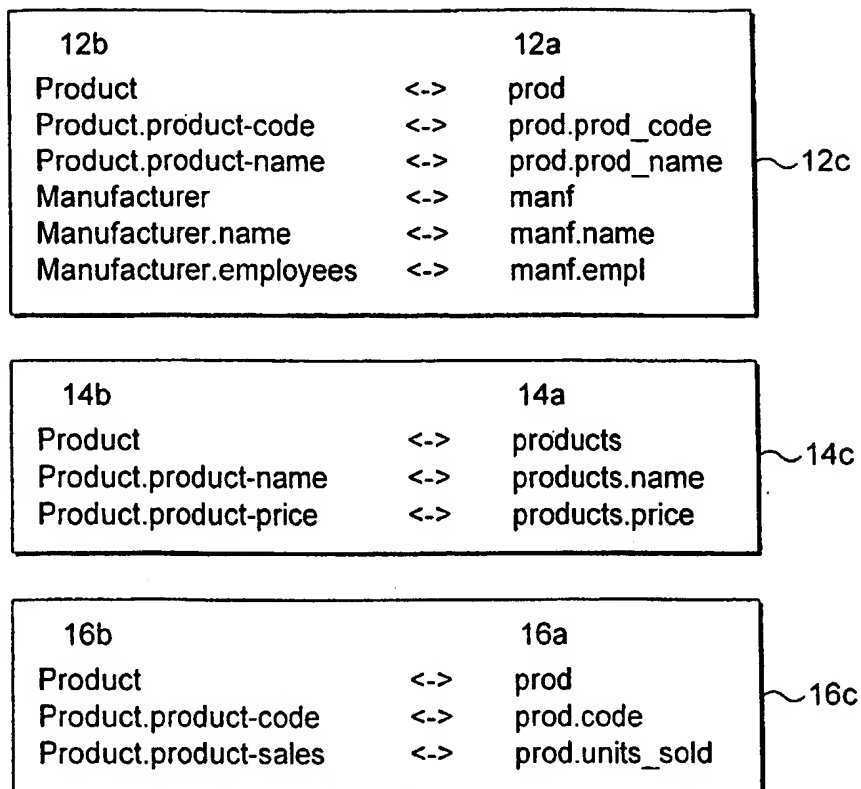 12b 12a
Product <-> prod
Product.product-code <-> prod.prod_code
Product.product-name <-> prod.prod_name
Manufacturer <-> manf
Manufacturer.name <-> manf.name
Manufacturer.employees <-> manf.empl
12c
14b 14a
Product <-> products
Product.product-name <-> products.name
Product.product-price <-> products.price
14c
16b 16a
Product <-> prod
Product.product-code <-> prod.code
Product.product-sales <-> prod.units_sold
16c